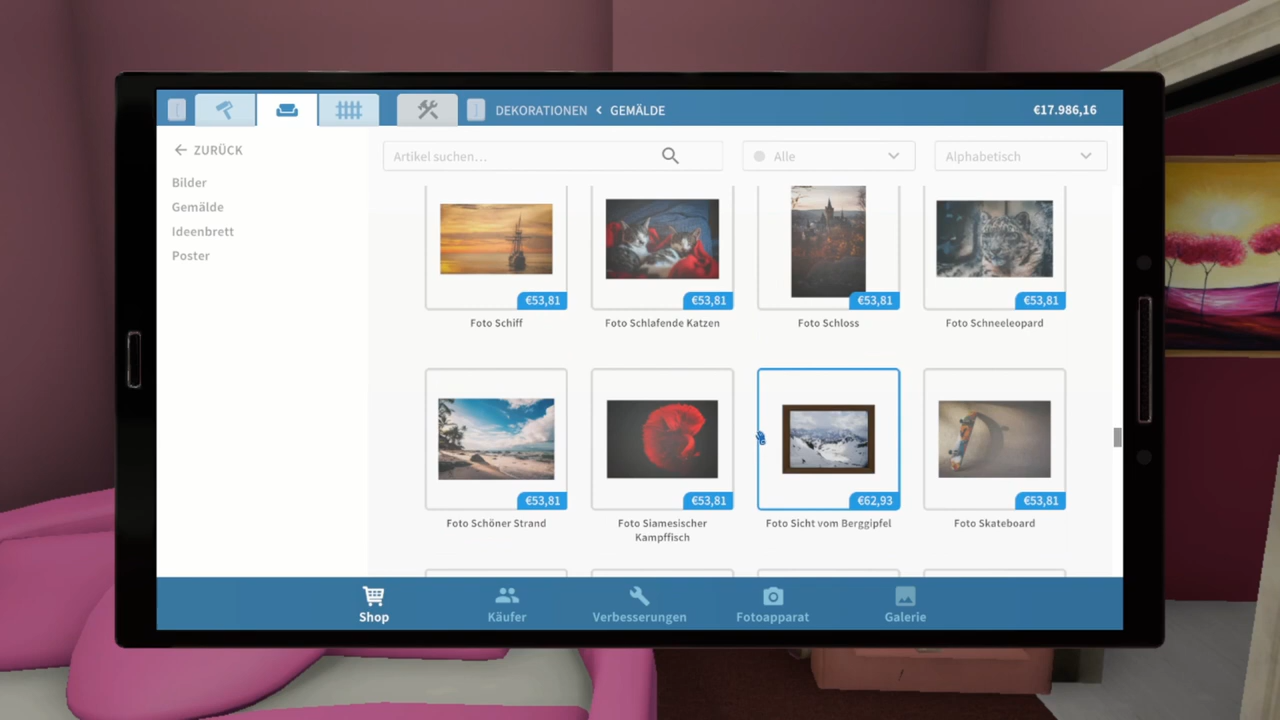 DEKORATIONEN < GEMÄLDE
€17.986,16
ZURÜCK
Bilder
Gemälde
Ideenbrett
Poster
Artikel suchen...
Alle
Alphabetisch
€53,81
€53,81
€53,81
€53,81
Foto Schiff
Foto Schlafende Katzen
Foto Schloss
Foto Schneeleopard
€53,81
€53,81
€62,93
€53,81
Foto Schöner Strand
Foto Siamesischer
Kampffisch
Foto Sicht vom Berggipfel
Foto Skateboard
Shop
Käufer
Verbesserungen
Fotoapparat
Galerie